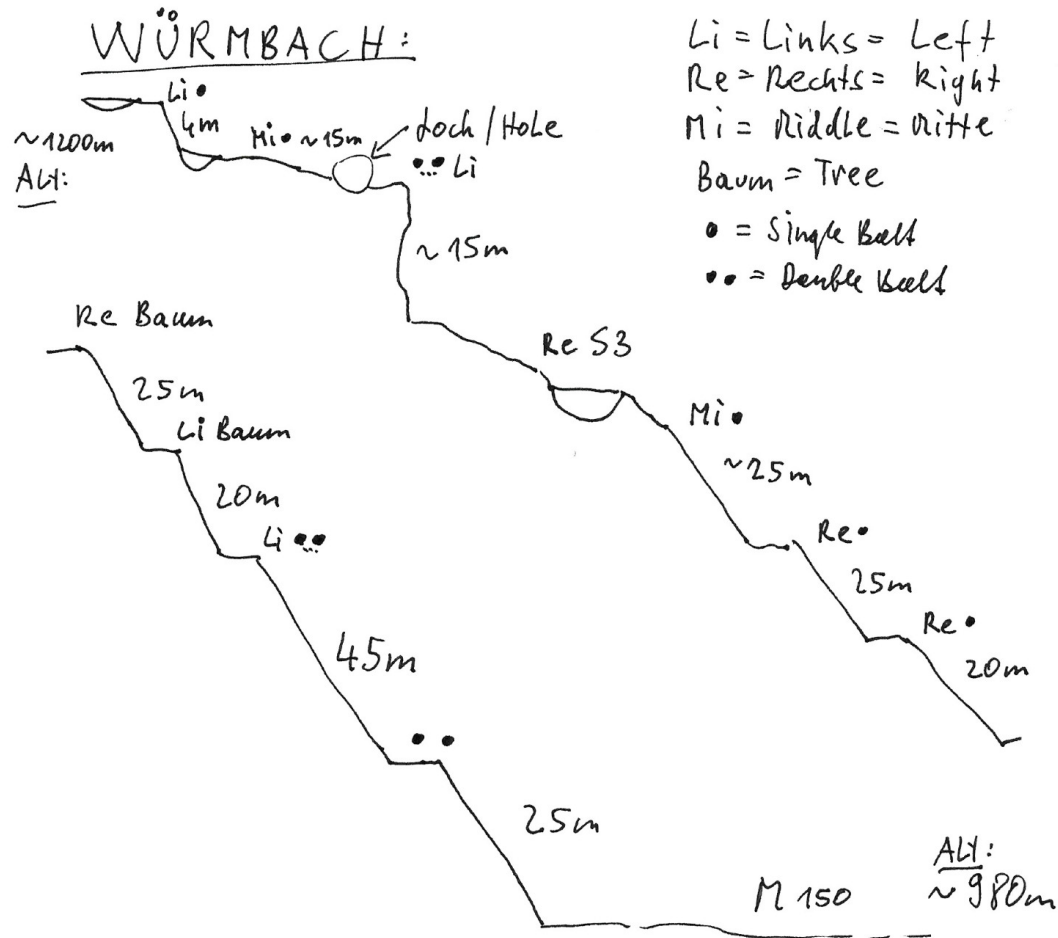 WÜRMBACH:
Li = Links = Left
Re = Rechts = Right
Mi = Middle = Mitte
Baum = Tree
• = Single Bolt
•• = Double Bolt
~1200m
ALT:
Li •
4m
Mi • ~15m
Loch / Hole
•• Li
~15m
Re S3
Mi •
~25m
Re •
25m
Re •
20m
Re Baum
25m
Li Baum
20m
Li ••
45m
••
25m
M 150
ALT:
~980m